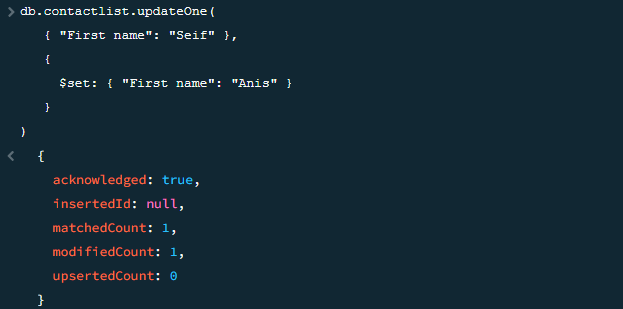 > db.contactlist.updateOne(
{ "First name": "Seif" },
{
$set: { "First name": "Anis" }
}
)
< {
acknowledged: true,
insertedId: null,
matchedCount: 1,
modifiedCount: 1,
upsertedCount: 0
}